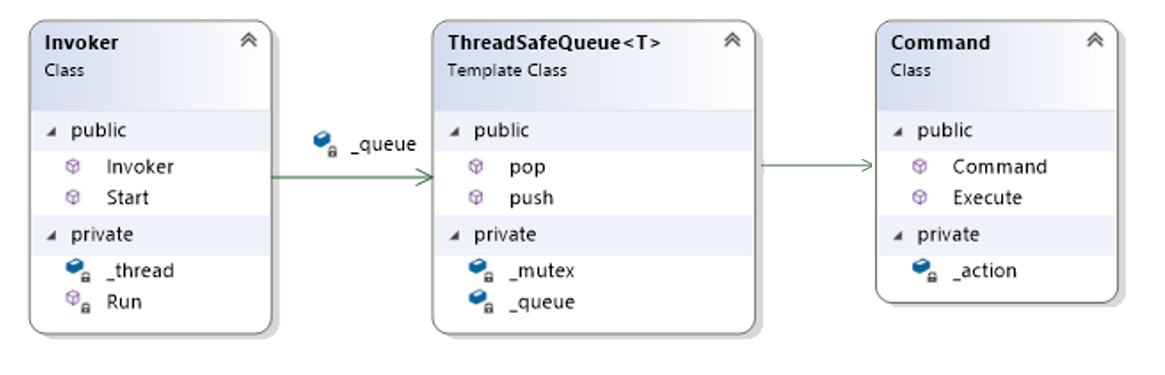 Invoker
Class
public
Invoker
Start
private
_thread
Run
_queue
ThreadSafeQueue<T>
Template Class
public
pop
push
private
_mutex
_queue
Command
Class
public
Command
Execute
private
_action